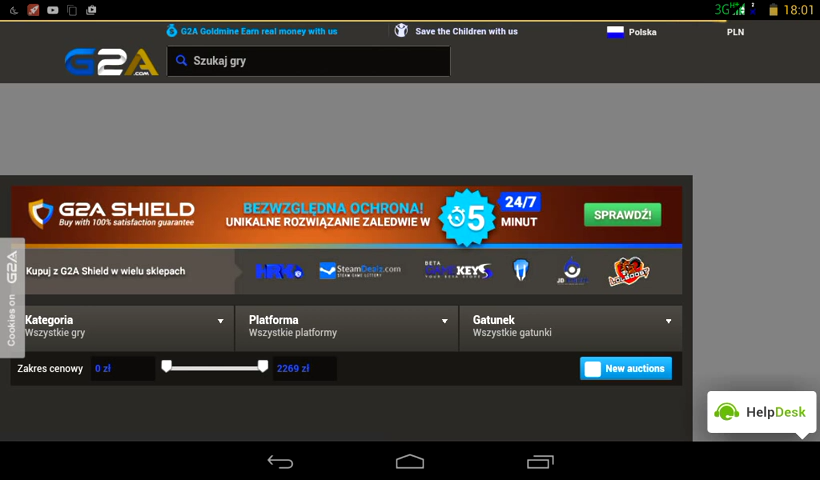 3G H+ 18:01
G2A Goldmine Earn real money with us
Save the Children with us
Polska
PLN
G2A.COM
Szukaj gry
G2A SHIELD
Buy with 100% satisfaction guarantee
BEZWZGLĘDNA OCHRONA!
UNIKALNE ROZWIĄZANIE ZALEDWIE W
5
24/7
MINUT
SPRAWDŹ!
Cookies on G2A
Kupuj z G2A Shield w wielu sklepach
HRK
SteamDealz.com
BETA
KEYS
Kategoria
Wszystkie gry
Platforma
Wszystkie platformy
Gatunek
Wszystkie gatunki
Zakres cenowy
0 zł
2269 zł
New auctions
HelpDesk